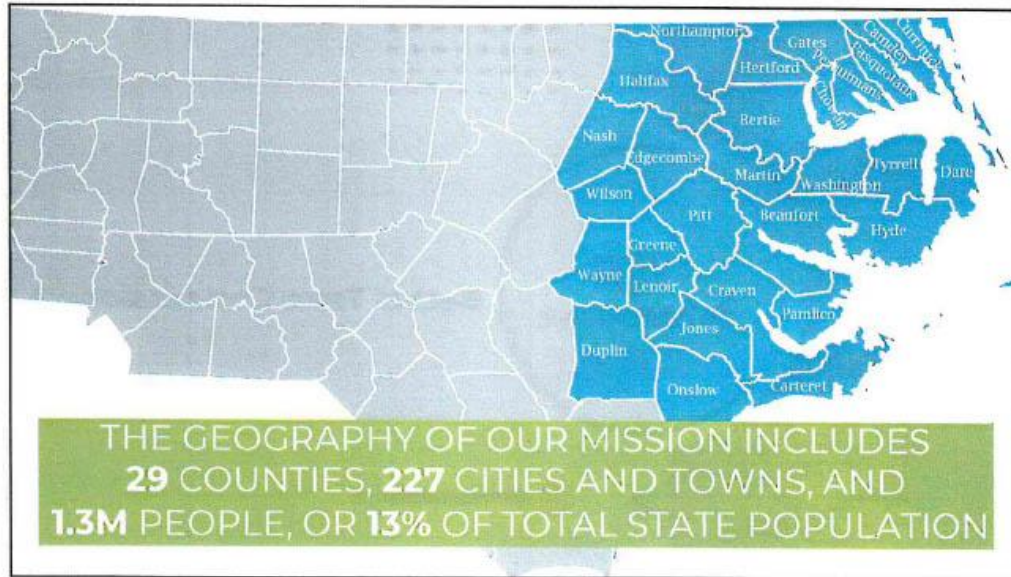 Northampton
Gates
Camden
Currituck
Pasquotank
Perquimans
Hertford
Halifax
Chowan
Bertie
Nash
Edgecombe
Martin
Washington
Tyrrell
Dare
Wilson
Pitt
Beaufort
Hyde
Greene
Wayne
Lenoir
Craven
Pamlico
Jones
Duplin
Onslow
Carteret
THE GEOGRAPHY OF OUR MISSION INCLUDES
29 COUNTIES, 227 CITIES AND TOWNS, AND
1.3M PEOPLE, OR 13% OF TOTAL STATE POPULATION